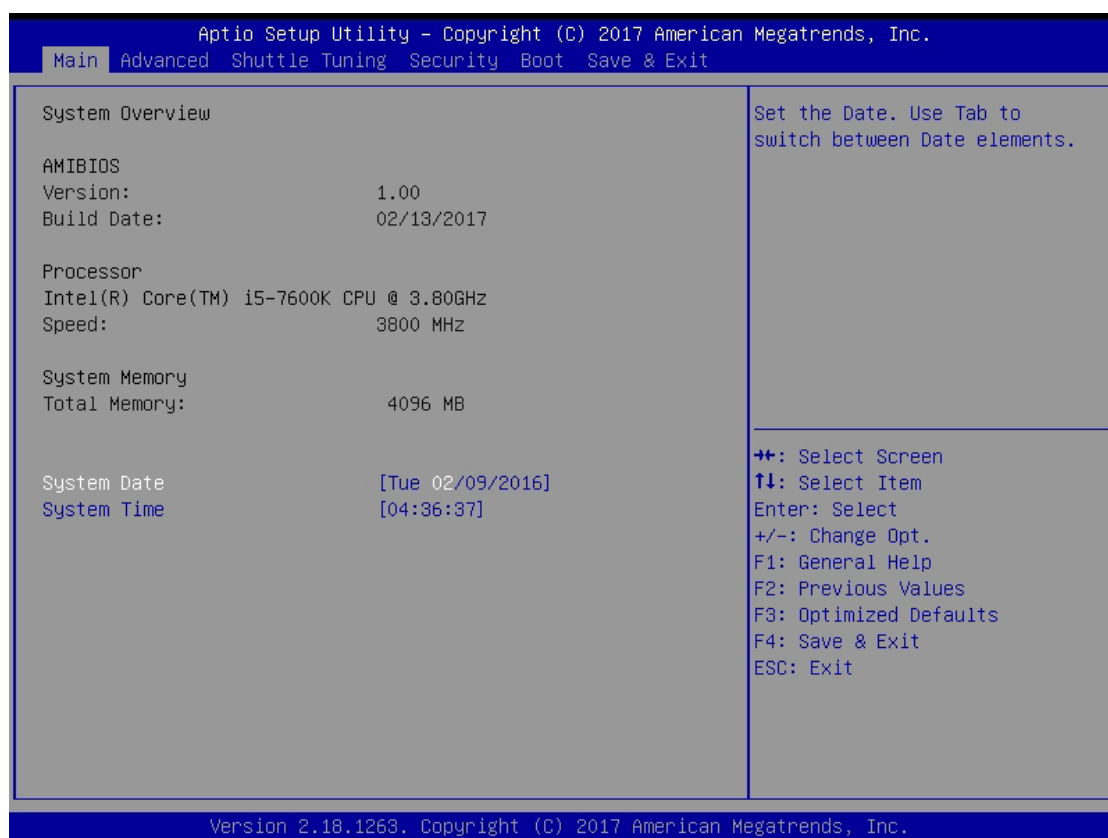 Aptio Setup Utility – Copyright (C) 2017 American Megatrends, Inc.
Main Advanced Shuttle Tuning Security Boot Save & Exit
System Overview
AMIBIOS
Version: 1.00
Build Date: 02/13/2017
Processor
Intel(R) Core(TM) i5-7600K CPU @ 3.80GHz
Speed: 3800 MHz
System Memory
Total Memory: 4096 MB
System Date [Tue 02/09/2016]
System Time [04:36:37]
Set the Date. Use Tab to
switch between Date elements.
→←: Select Screen
↑↓: Select Item
Enter: Select
+/-: Change Opt.
F1: General Help
F2: Previous Values
F3: Optimized Defaults
F4: Save & Exit
ESC: Exit
Version 2.18.1263. Copyright (C) 2017 American Megatrends, Inc.